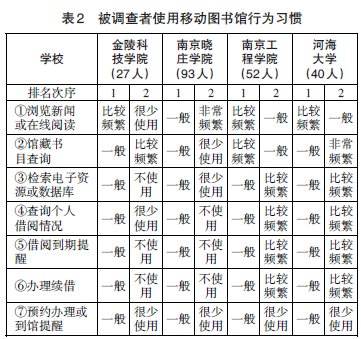 表2 被调查者使用移动图书馆行为习惯
学校 金陵科技学院(27人) 南京晓庄学院(93人) 南京工程学院(52人) 河海大学(40人)
排名次序 1 2 1 2 1 2 1 2
①浏览新闻或在线阅读 比较频繁 很少使用 一般 非常频繁 比较频繁 一般 比较频繁 一般
②馆藏书目查询 一般 比较频繁 一般 很少使用 比较频繁 一般 一般 非常频繁
③检索电子资源或数据库 一般 不使用 一般 很少使用 一般 比较频繁 一般 比较频繁
④查询个人借阅情况 一般 很少使用 一般 不使用 一般 比较频繁 一般 比较频繁
⑤借阅到期提醒 一般 不使用 一般 不使用 一般 比较频繁 一般 比较频繁
⑥办理续借 一般 不使用 一般 不使用 一般 比较频繁 一般 比较频繁
⑦预约办理或到馆提醒 一般 很少使用 一般 很少使用 一般 很少使用 一般 很少使用